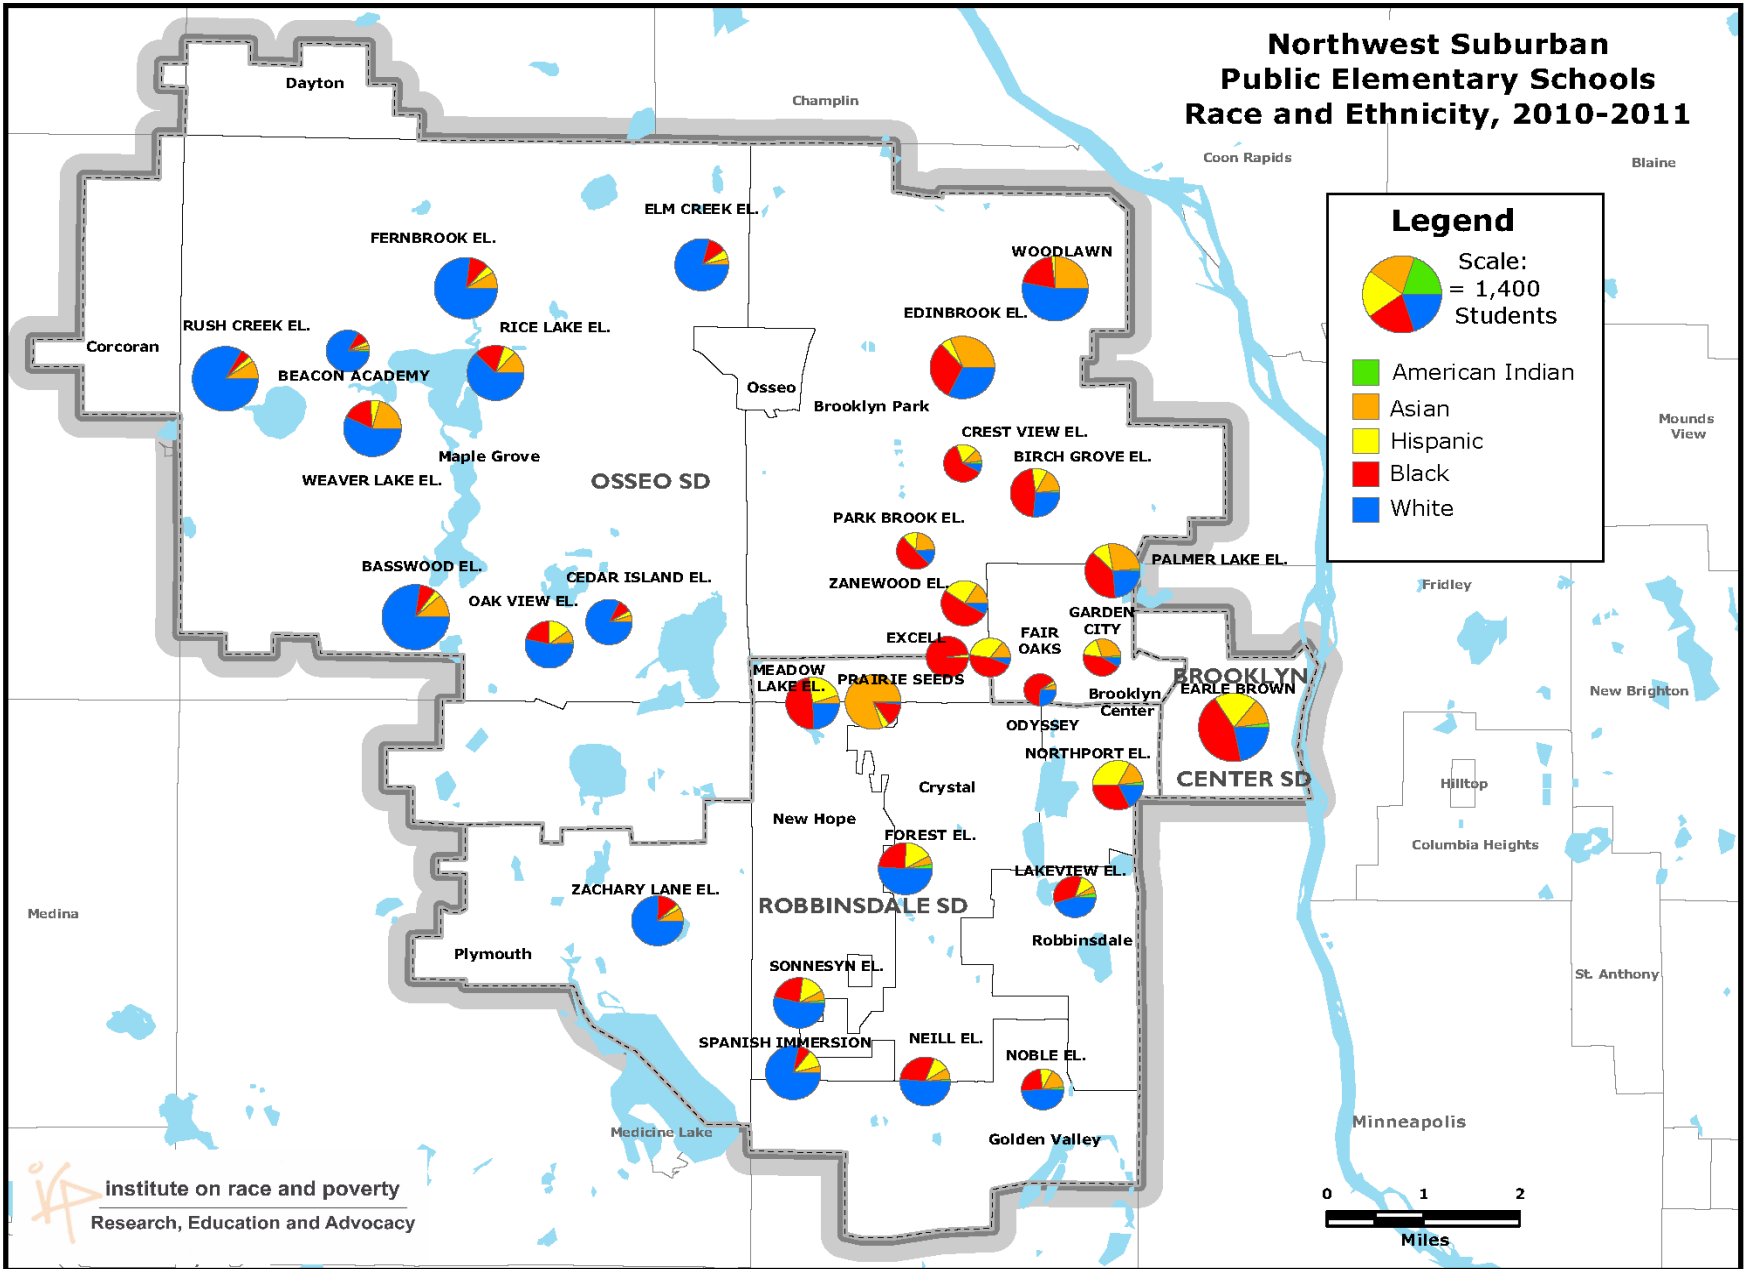 Northwest Suburban
Public Elementary Schools
Race and Ethnicity, 2010-2011
Dayton
Champlin
Coon Rapids
Blaine
Legend
Scale:
= 1,400
Students
American Indian
Asian
Hispanic
Black
White
ELM CREEK EL.
FERNBROOK EL.
WOODLAWN
EDINBROOK EL.
RUSH CREEK EL.
RICE LAKE EL.
Corcoran
BEACON ACADEMY
Osseo
Brooklyn Park
Mounds
View
CREST VIEW EL.
BIRCH GROVE EL.
Maple Grove
WEAVER LAKE EL.
OSSEO SD
PARK BROOK EL.
PALMER LAKE EL.
BASSWOOD EL.
CEDAR ISLAND EL.
ZANEWOOD EL.
Fridley
OAK VIEW EL.
GARDEN
CITY
EXCELL
FAIR
OAKS
MEADOW
LAKE EL.
PRAIRIE SEEDS
BROOKLYN
EARLE BROWN
New Brighton
Brooklyn
Center
ODYSSEY
NORTHPORT EL.
CENTER SD
Hilltop
Crystal
New Hope
FOREST EL.
Columbia Heights
LAKEVIEW EL.
ZACHARY LANE EL.
ROBBINSDALE SD
Medina
Robbinsdale
Plymouth
SONNESYN EL.
St. Anthony
SPANISH IMMERSION
NEILL EL.
NOBLE EL.
Medicine Lake
Golden Valley
Minneapolis
irp
institute on race and poverty
Research, Education and Advocacy
0 1 2
Miles